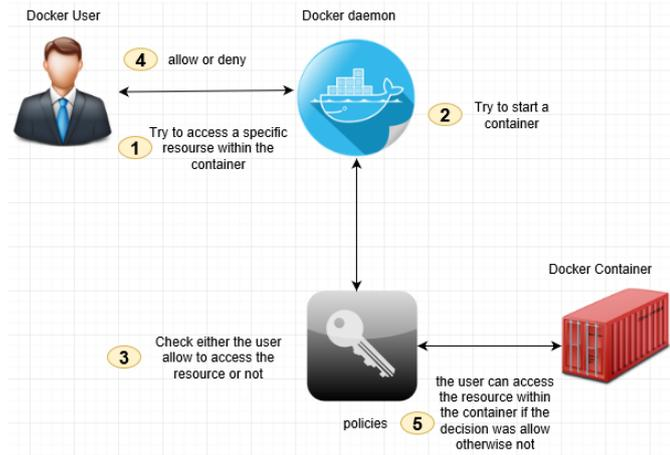 Docker User
Docker daemon
4
allow or deny
2
Try to start a
container
1
Try to access a specific
resourse within the
container
Docker Container
3
Check either the user
allow to access the
resource or not
policies
5
the user can access
the resource within
the container if the
decision was allow
otherwise not